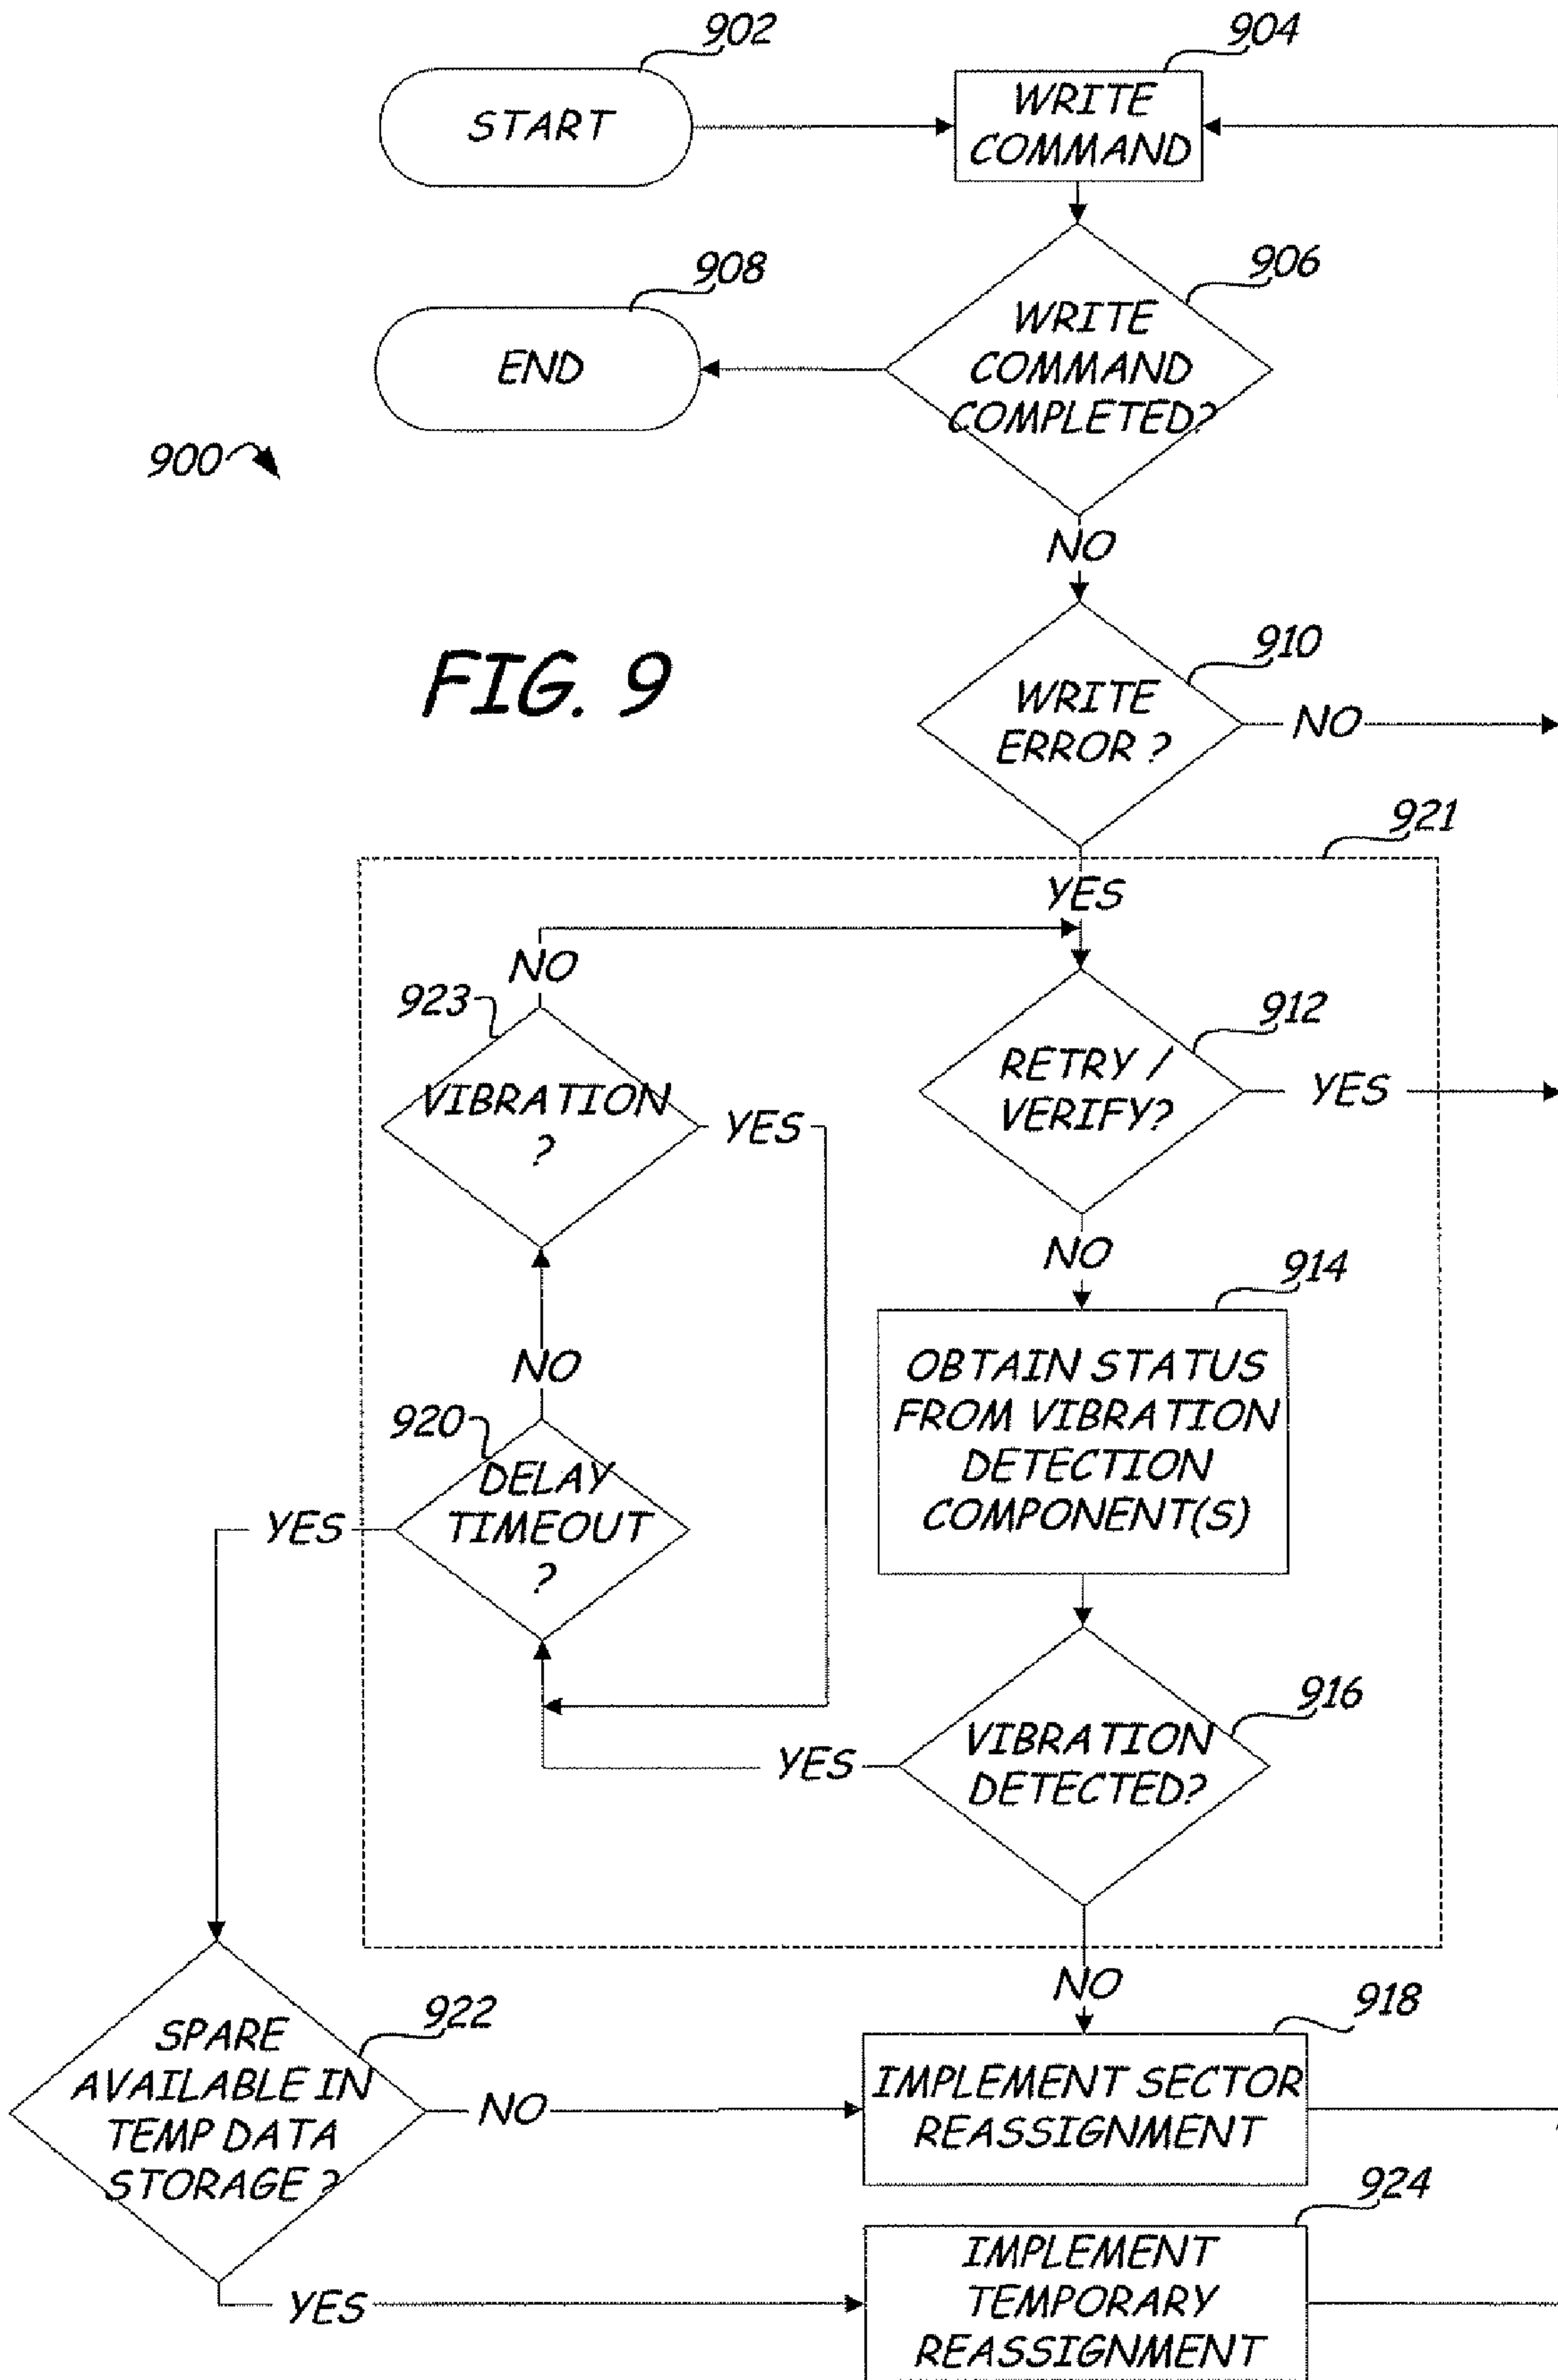 902
904
START
WRITE
COMMAND
908
906
END
WRITE
COMMAND
COMPLETED?
900
NO
FIG. 9
910
WRITE
ERROR ?
NO
921
YES
NO
923
912
VIBRATION
?
YES
RETRY /
VERIFY?
YES
NO
914
NO
920
OBTAIN STATUS
FROM VIBRATION
DETECTION
COMPONENT(S)
DELAY
TIMEOUT
?
YES
916
VIBRATION
DETECTED?
YES
NO
922
918
SPARE
AVAILABLE IN
TEMP DATA
STORAGE ?
NO
IMPLEMENT SECTOR
REASSIGNMENT
924
YES
IMPLEMENT
TEMPORARY
REASSIGNMENT